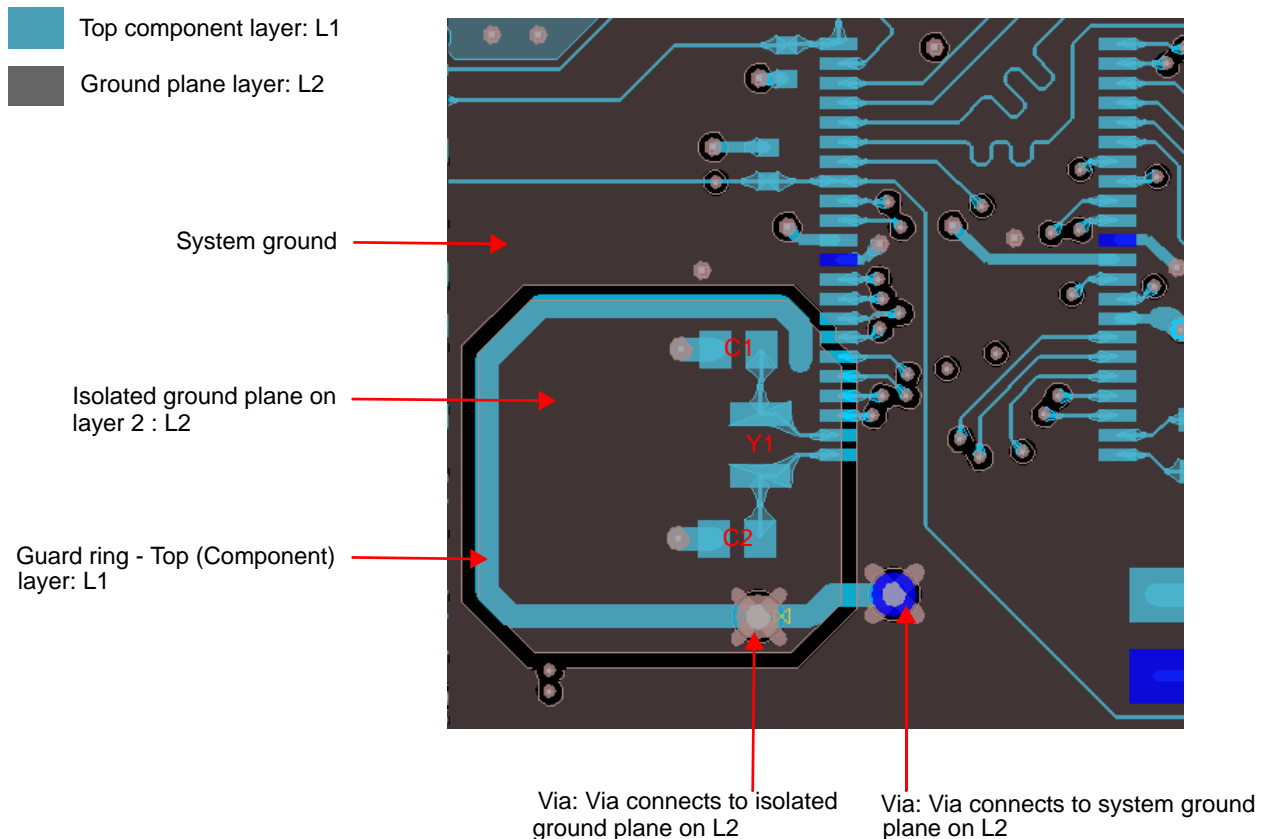 Top component layer: L1
Ground plane layer: L2
System ground
C1
Isolated ground plane on
layer 2 : L2
Y1
C2
Guard ring - Top (Component)
layer: L1
Via: Via connects to isolated
ground plane on L2
Via: Via connects to system ground
plane on L2